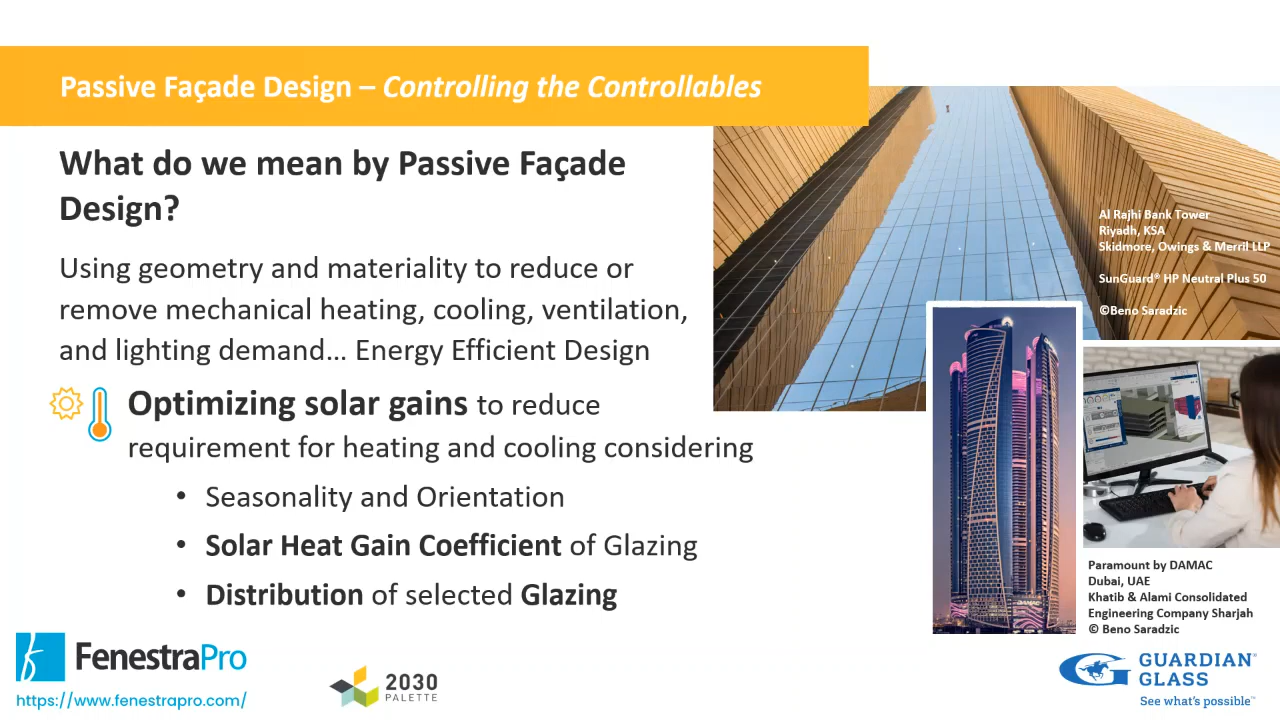 Passive Façade Design – Controlling the Controllables
What do we mean by Passive Façade
Design?
Using geometry and materiality to reduce or
remove mechanical heating, cooling, ventilation,
and lighting demand... Energy Efficient Design
Optimizing solar gains to reduce
requirement for heating and cooling considering
• Seasonality and Orientation
• Solar Heat Gain Coefficient of Glazing
• Distribution of selected Glazing
Al Rajhi Bank Tower
Riyadh, KSA
Skidmore, Owings & Merril LLP
SunGuard® HP Neutral Plus 50
©Beno Saradzic
Paramount by DAMAC
Dubai, UAE
Khatib & Alami Consolidated
Engineering Company Sharjah
© Beno Saradzic
FenestraPro
https://www.fenestrapro.com/
2030
PALETTE
GUARDIAN®
GLASS
See what's possible™